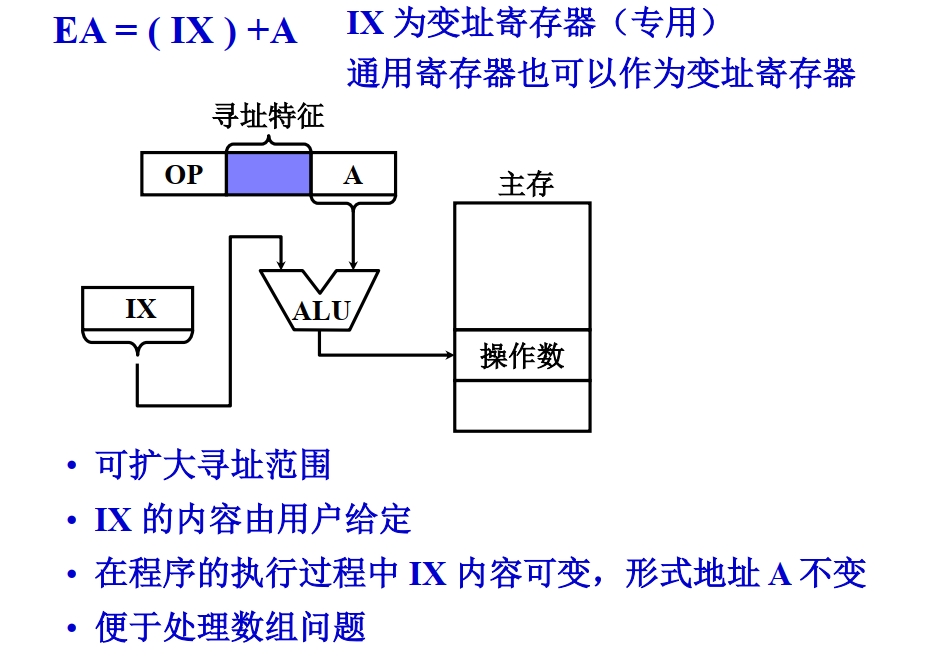 EA = ( IX ) +A
IX 为变址寄存器（专用）
通用寄存器也可以作为变址寄存器
寻址特征
OP
A
主存
IX
ALU
操作数
• 可扩大寻址范围
• IX 的内容由用户给定
• 在程序的执行过程中 IX 内容可变，形式地址 A 不变
• 便于处理数组问题